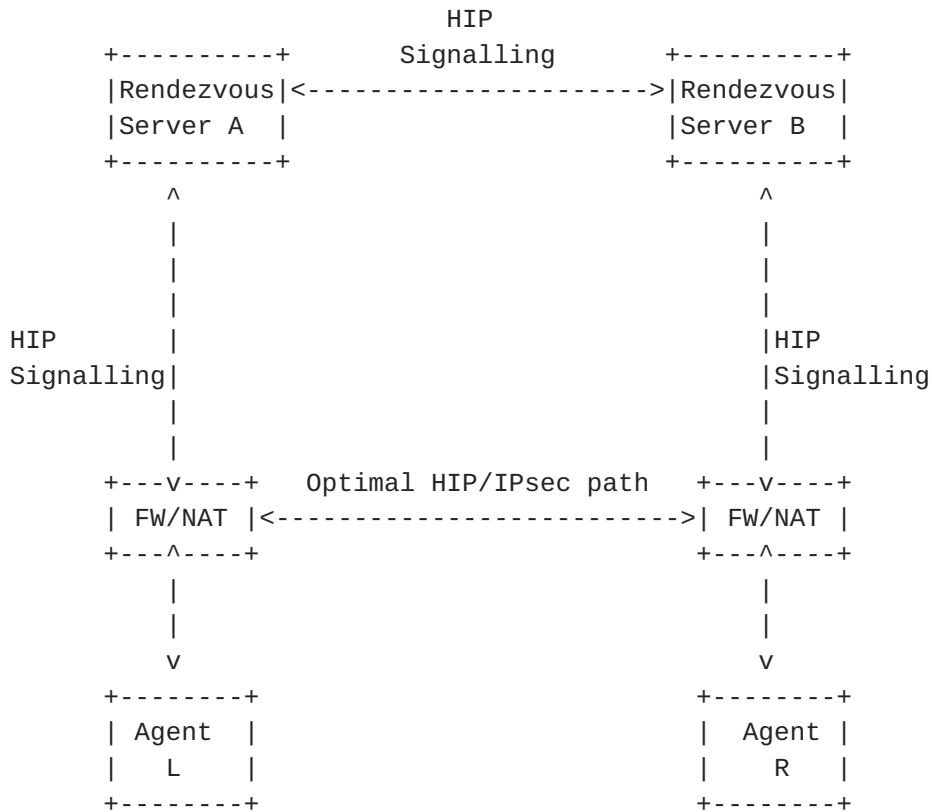 HIP
Signalling
Rendezvous Rendezvous
Server A Server B
HIP HIP
Signalling Signalling
Optimal HIP/IPsec path
FW/NAT FW/NAT
Agent Agent
L R